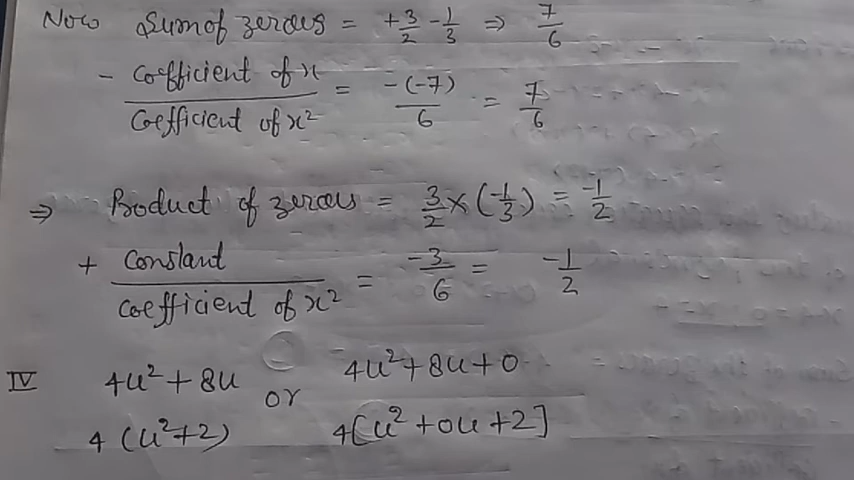 Now Sum of zeroes = +3/2 - 1/3 ⇒ 7/6
- coefficient of x / coefficient of x² = -(-7)/6 = 7/6
⇒ Product of zeroes = 3/2 × (-1/3) = -1/2
+ constant / coefficient of x² = -3/6 = -1/2
IV 4u² + 8u or 4u² + 8u + 0
4 (u² + 2) 4[u² + 0u + 2]